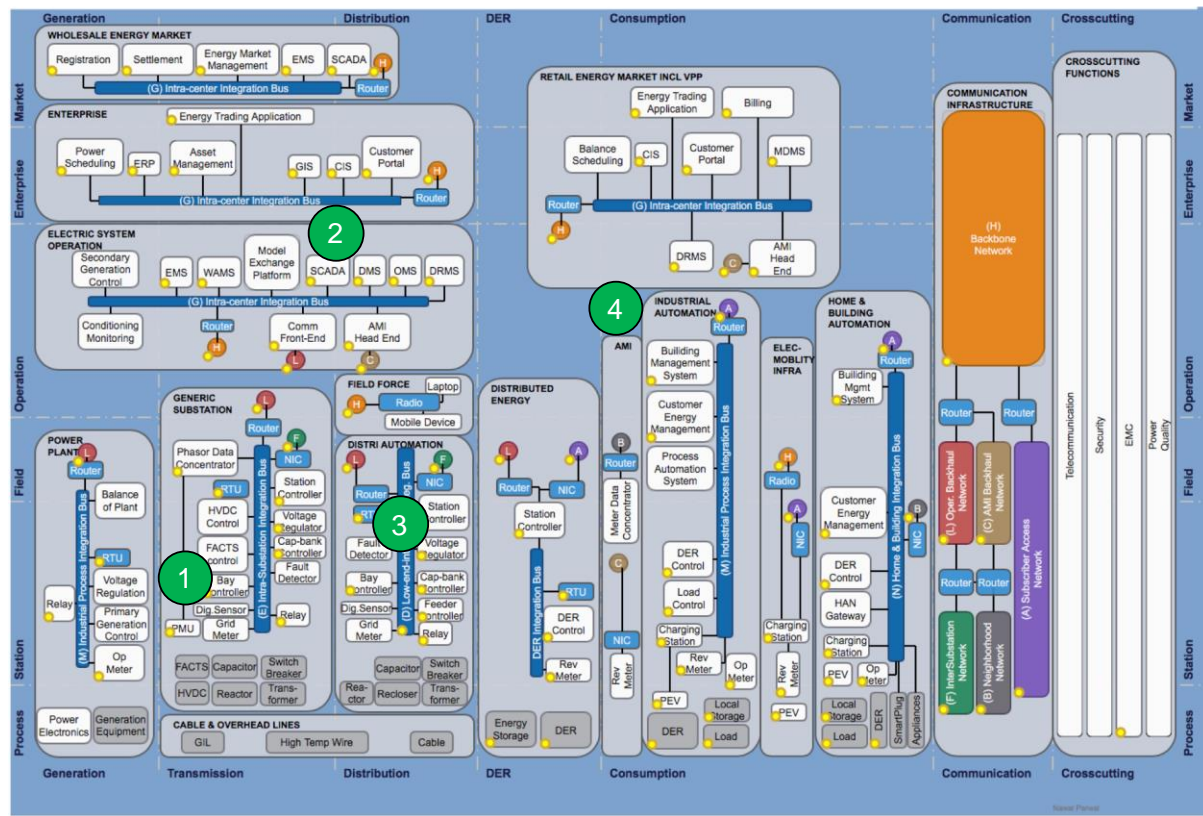 Generation
Distribution
DER
Consumption
Communication
Crosscutting
Market
Enterprise
Operation
Field
Station
Process
WHOLESALE ENERGY MARKET
Registration
Settlement
Energy Market
Management
EMS
SCADA
H
(G) Intra-center Integration Bus
Router
ENTERPRISE
Energy Trading Application
Power
Scheduling
ERP
Asset
Management
GIS
CIS
Customer
Portal
H
(G) Intra-center Integration Bus
Router
ELECTRIC SYSTEM
OPERATION
2
Secondary
Generation
Control
EMS
WAMS
Model
Exchange
Platform
SCADA
DMS
OMS
DRMS
(G) Intra-center Integration Bus
Conditioning
Monitoring
Router
H
Comm
Front-End
L
AMI
Head End
C
RETAIL ENERGY MARKET INCL VPP
Energy Trading
Application
Billing
Balance
Scheduling
CIS
Customer
Portal
MDMS
Router
(G) Intra-center Integration Bus
H
DRMS
C
AMI
Head
End
COMMUNICATION
INFRASTRUCTURE
(H)
Backbone
Network
Router
Router
Router
(L) Oper. Backhaul
Network
(C) AMI Backhaul
Network
(A) Subscriber Access
Network
Router
Router
(F) InterSubstation
Network
(B) Neighborhood
Network
CROSSCUTTING
FUNCTIONS
Telecommunication
Security
EMC
Power
Quality
POWER
PLANT
L
Router
Balance
of Plant
(M) Industrial Process Integration Bus
RTU
Voltage
Regulation
Relay
Primary
Generation
Control
Op
Meter
Power
Electronics
Generation
Equipment
GENERIC
SUBSTATION
L
Router
F
NIC
Phasor Data
Concentrator
RTU
Station
Controller
HVDC
Control
Voltage
Regulator
FACTS
Control
Cap-bank
Controller
1
Bay
Controller
Fault
Detector
(E) Intra-Substation Integration Bus
Dig.Sensor
Relay
PMU
Grid
Meter
FACTS
Capacitor
Switch
Breaker
HVDC
Reactor
Trans-
former
FIELD FORCE
Laptop
H
Radio
Mobile Device
DISTRI AUTOMATION
L
F
Router
NIC
3
Station
Controller
Fault
Detector
Voltage
Regulator
Bay
Controller
Cap-bank
Controller
Dig.Sensor
Feeder
Controller
Grid
Meter
Relay
Capacitor
Switch
Breaker
Rea-
ctor
Recloser
Trans-
former
CABLE & OVERHEAD LINES
GIL
High Temp Wire
Cable
DISTRIBUTED
ENERGY
L
A
Router
NIC
Station
Controller
DER Integration Bus
RTU
DER
Control
Rev
Meter
Energy
Storage
DER
4
AMI
B
Router
Meter Data
Concentrator
C
NIC
Rev
Meter
INDUSTRIAL
AUTOMATION
A
Router
Builiding
Management
System
Customer
Energy
Management
Process
Automation
System
(M) Industrial Process Integration Bus
DER
Control
Load
Control
Charging
Station
Rev
Meter
Op
Meter
PEV
Local
Storage
DER
Load
ELEC-
MOBLITY
INFRA
H
Radio
A
NIC
Charging
Station
Rev
Meter
PEV
HOME &
BUILDING
AUTOMATION
A
Router
Builiding
Mgmt
System
Customer
Energy
Management
B
NIC
(N) Home & Building Integration Bus
DER
Control
HAN
Gateway
Charging
Station
PEV
Op
Meter
Local
Storage
Load
DER
SmartPlug
Appliances
Market
Enterprise
Operation
Field
Station
Process
Generation
Transmission
Distribution
DER
Consumption
Communication
Crosscutting